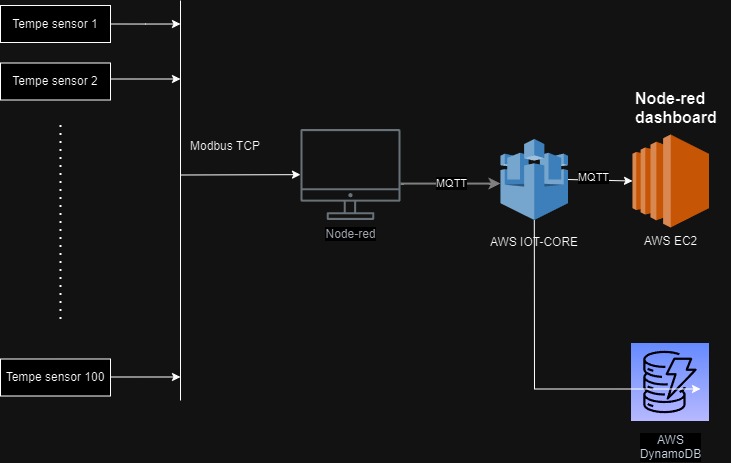 Tempe sensor 1
Tempe sensor 2
Modbus TCP
Node-red
MQTT
AWS IOT-CORE
MQTT
Node-red
dashboard
AWS EC2
Tempe sensor 100
AWS
DynamoDB